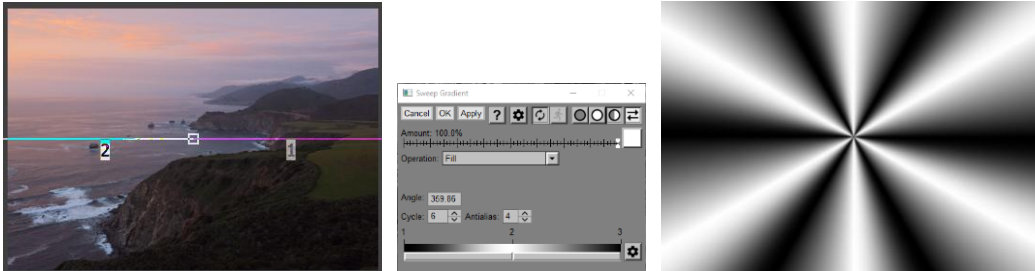 2
1
Sweep Gradient
Cancel OK Apply ?
Amount: 100.0%
Operation: Fill
Angle: 359.86
Cycle: 6 Antialias: 4
1 2 3